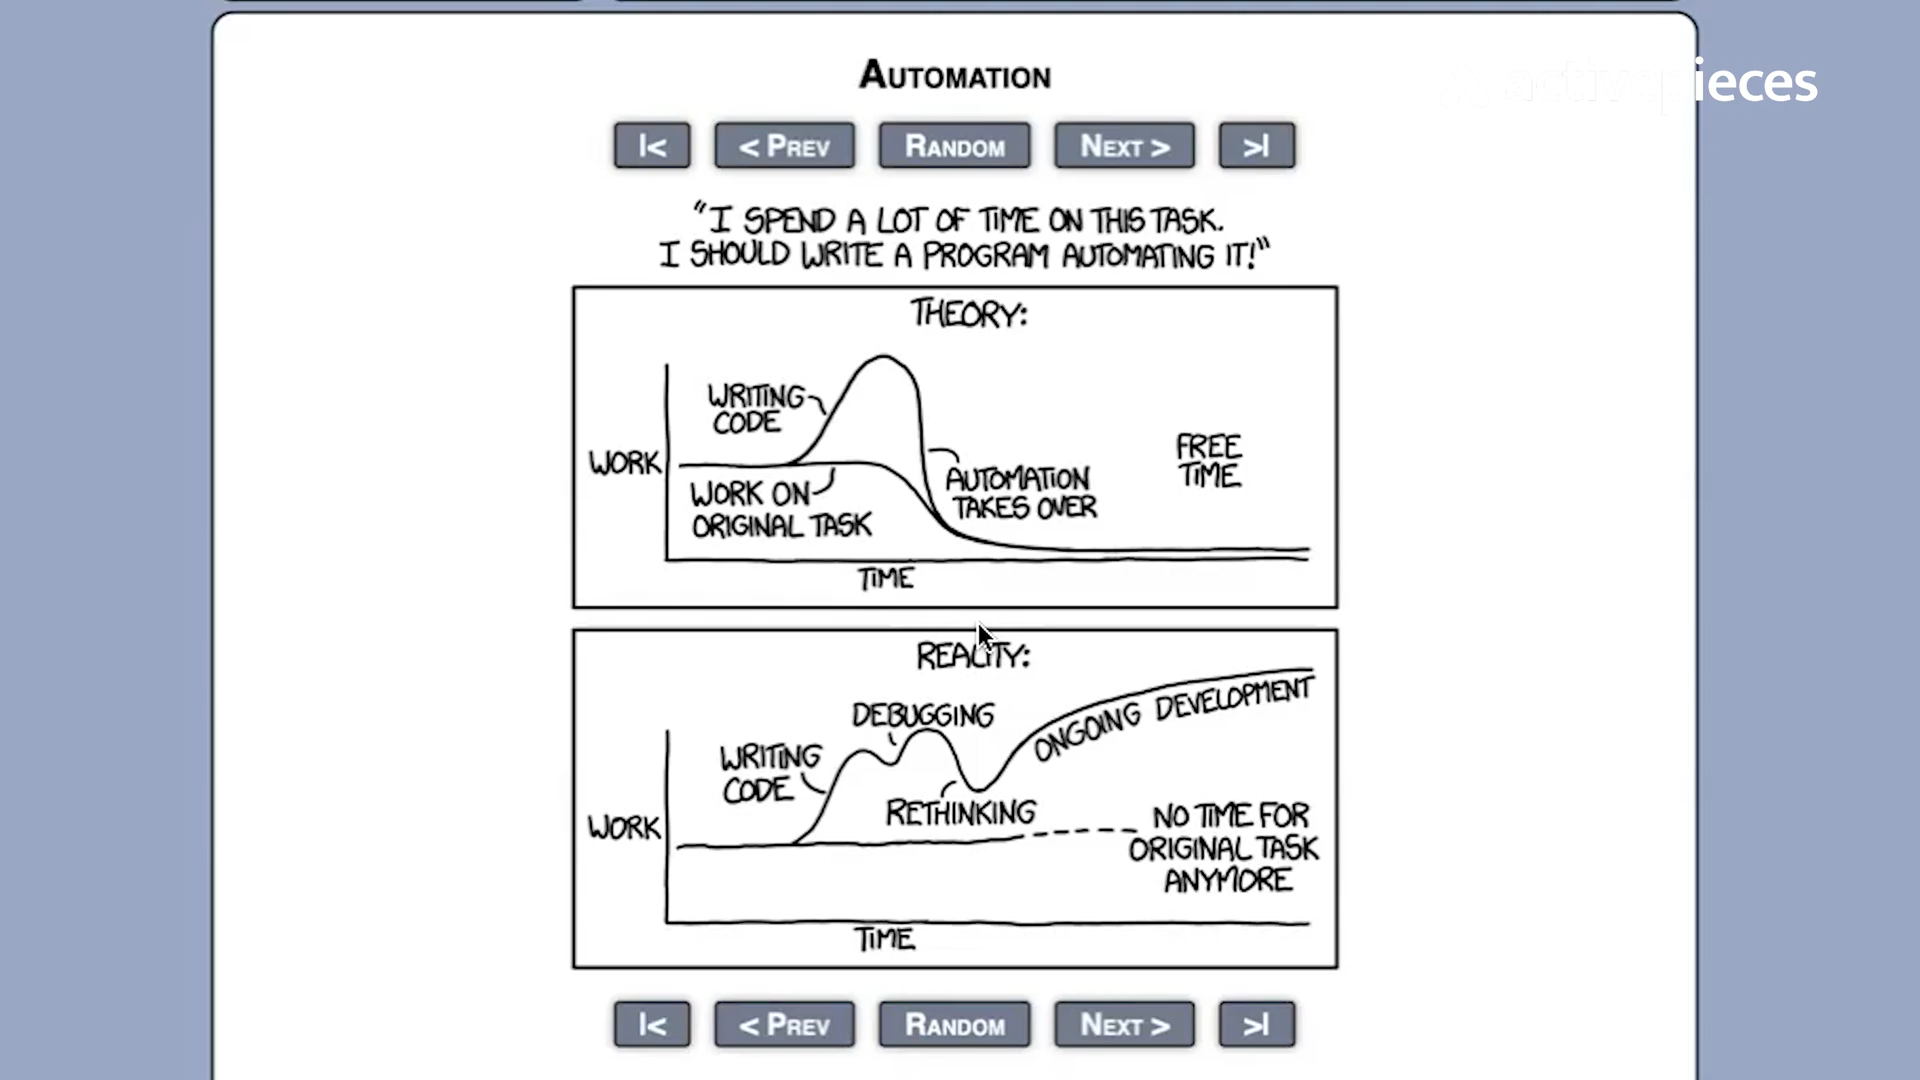 activepieces
AUTOMATION
|<
< PREV
RANDOM
NEXT >
>|
"I SPEND A LOT OF TIME ON THIS TASK.
I SHOULD WRITE A PROGRAM AUTOMATING IT!"
THEORY:
WRITING
CODE
WORK
WORK ON
ORIGINAL TASK
AUTOMATION
TAKES OVER
FREE
TIME
TIME
REALITY:
WRITING
CODE
DEBUGGING
RETHINKING
ONGOING DEVELOPMENT
WORK
NO TIME FOR
ORIGINAL TASK
ANYMORE
TIME
|<
< PREV
RANDOM
NEXT >
>|